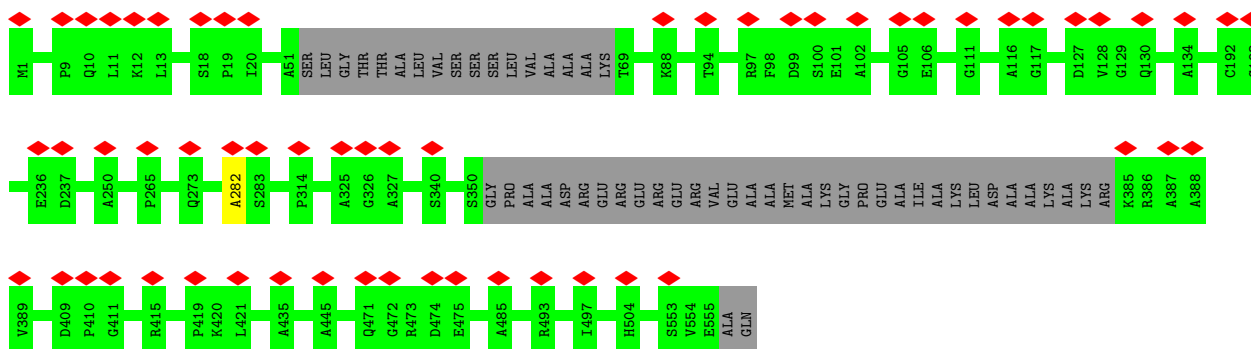 M1 P9 Q10 L11 K12 L13 S18 P19 I20 A51 SER LEU GLY THR THR ALA LEU VAL SER SER SER LEU VAL ALA ALA ALA LYS T69 K88 T94 R97 F98 D99 S100 E101 A102 G105 E106 G111 A116 G117 D127 V128 G129 Q130 A134 C192
E236 D237 A250 P265 Q273 A282 S283 P314 A325 G326 A327 S340 S350 GLY PRO ALA ALA ASP ARG GLU ARG GLU ARG GLU ARG VAL GLU ALA ALA MET ALA LYS GLY PRO GLU ALA ILE ALA LYS LEU ASP ALA ALA LYS ALA LYS ARG K385 R386 A387 A388
V389 D409 P410 G411 R415 P419 K420 L421 A435 A445 Q471 G472 R473 D474 E475 A485 R493 I497 H504 S553 V554 E555 ALA GLN